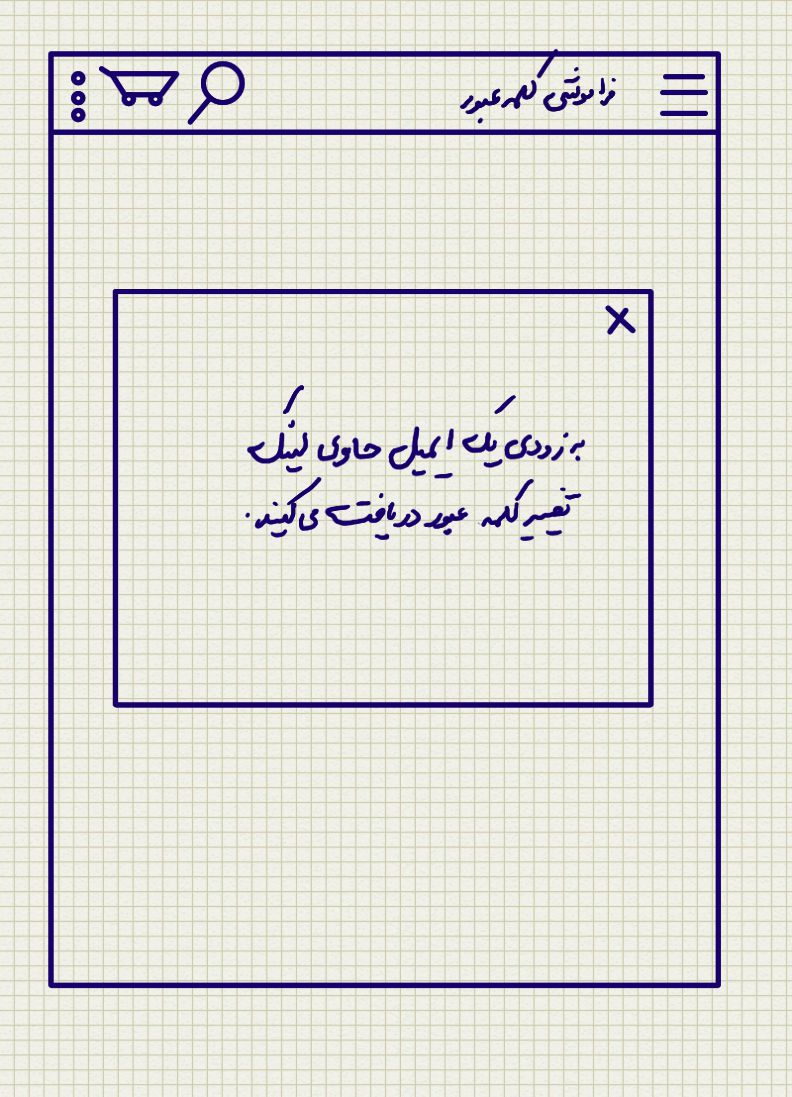 فراموشی کلمه عبور
به زودی یک ایمیل حاوی لینک
تغییر کلمه عبور دریافت می کنید.